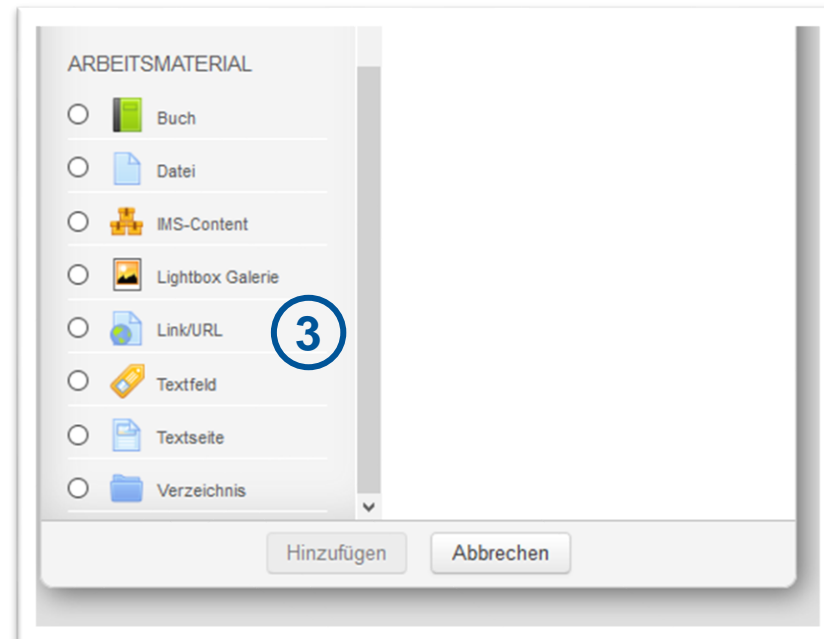 ARBEITSMATERIAL
Buch
Datei
IMS-Content
Lightbox Galerie
Link/URL
3
Textfeld
Textseite
Verzeichnis
Hinzufügen Abbrechen